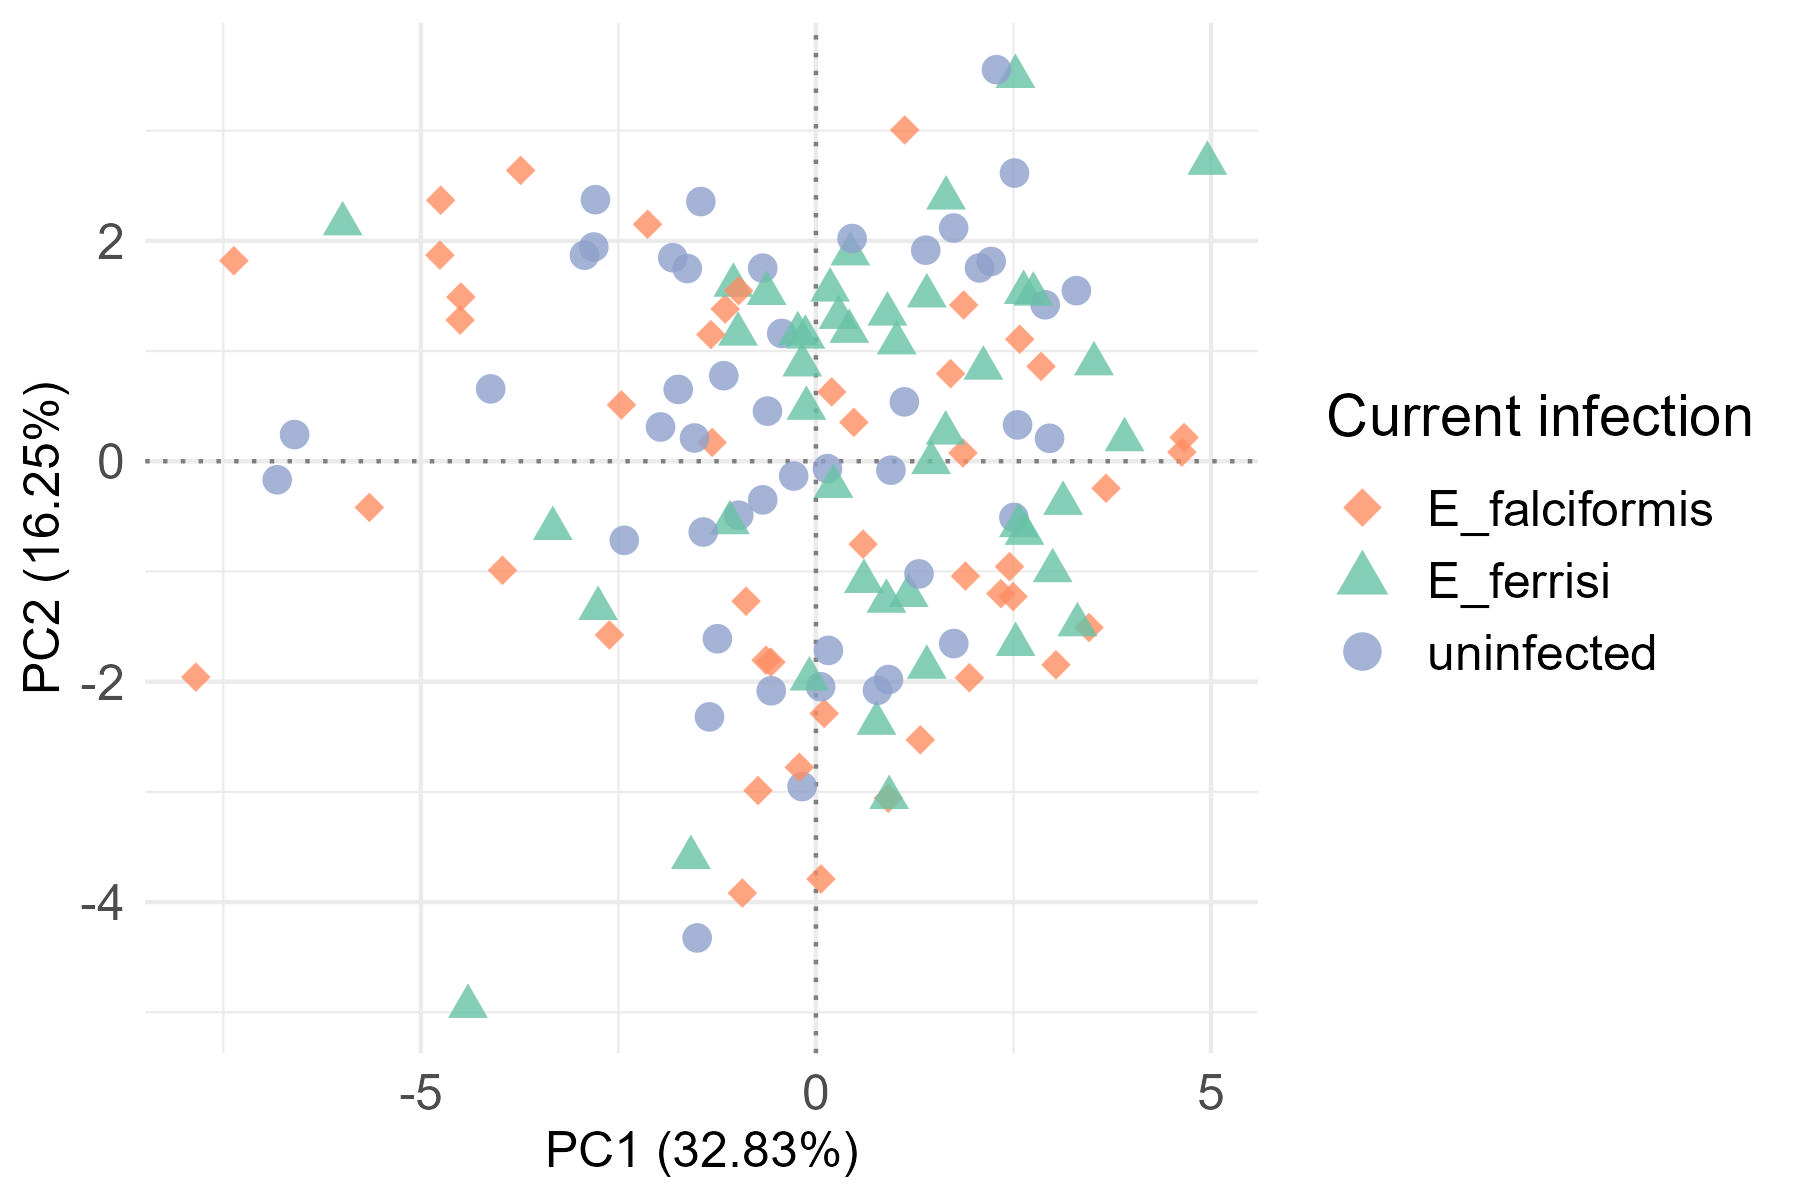 PC2 (16.25%)
2
0
-2
-4
-5
0
5
PC1 (32.83%)
Current infection
E_falciformis
E_ferrisi
uninfected